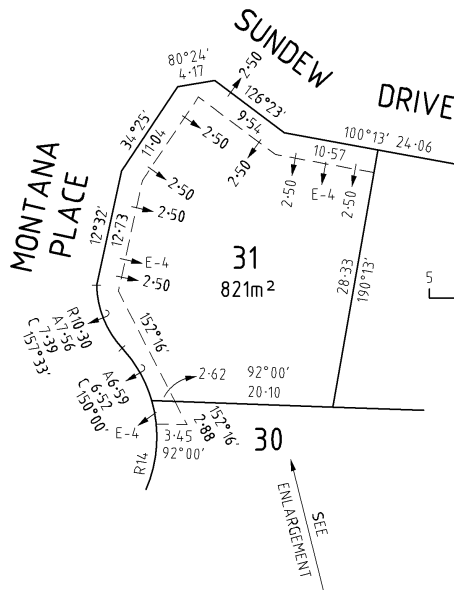 SUNDEW
DRIVE
80°24'
4·17
2·50
126°23'
9·54
100°13' 24·06
34°25'
11·04
2·50
2·50
10·57
2·50
E-4
2·50
MONTANA
PLACE
12°32'
12·73
2·50
2·50
E-4
2·50
31
821m²
28·33
190°13'
5
R10·30
A7·56
C 7·39
157°33'
152°16'
A6·59
C 6·52
150°00'
2·62
92°00'
20·10
E-4
3·45
92°00'
152°16'
2·88
30
R14
SEE
ENLARGEMENT